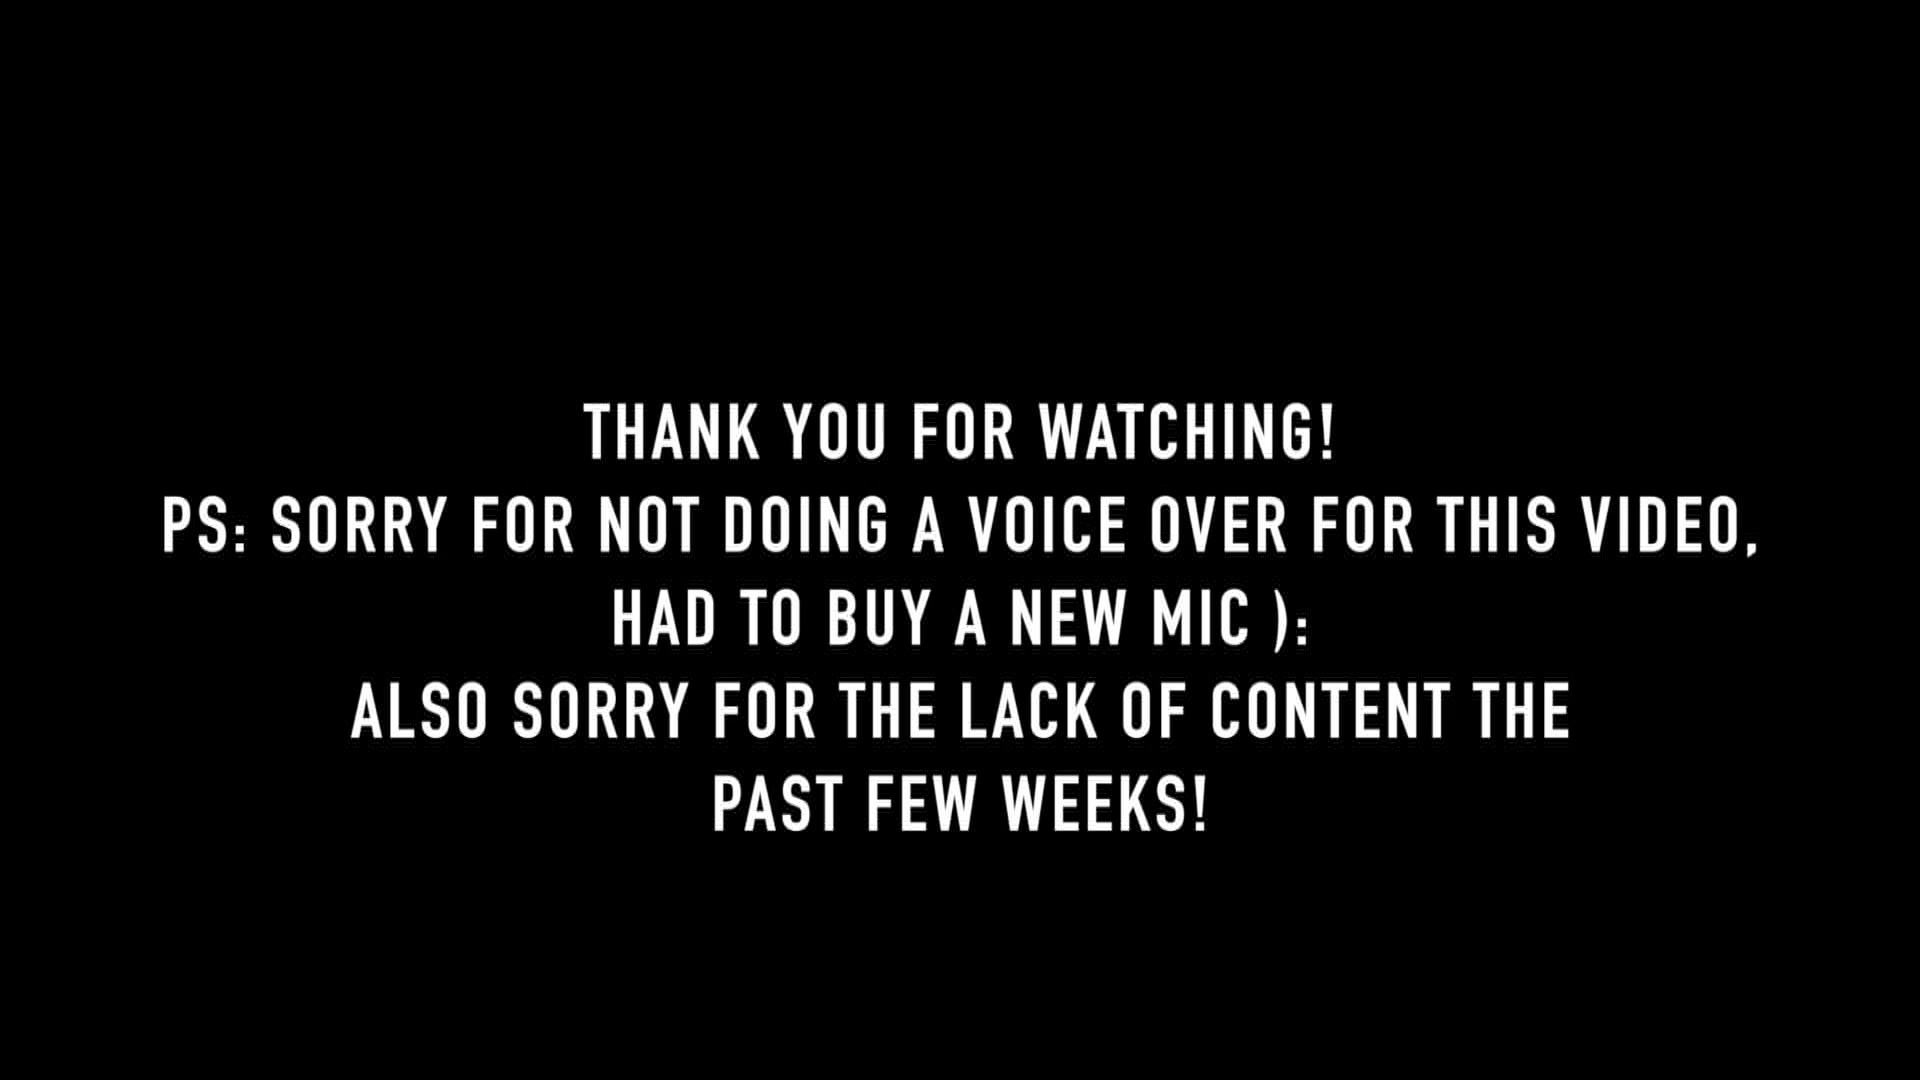 THANK YOU FOR WATCHING!
PS: SORRY FOR NOT DOING A VOICE OVER FOR THIS VIDEO,
HAD TO BUY A NEW MIC ):
ALSO SORRY FOR THE LACK OF CONTENT THE
PAST FEW WEEKS!